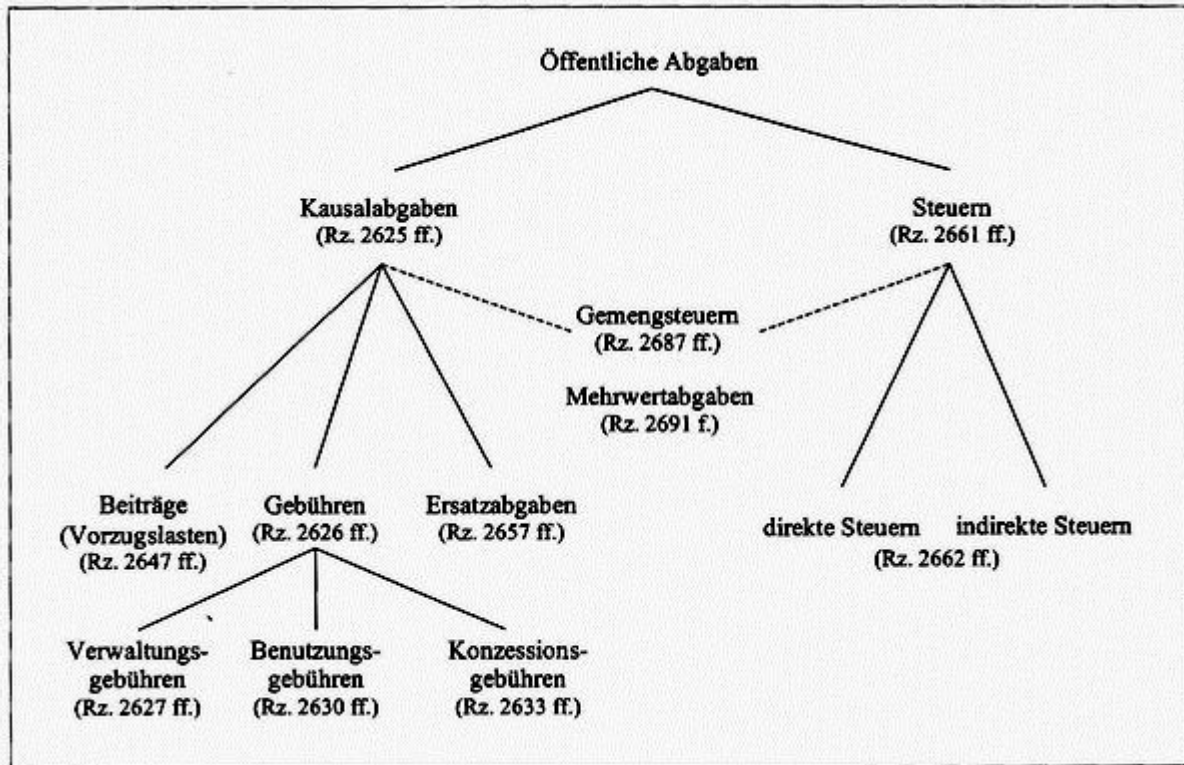 Öffentliche Abgaben
Kausalabgaben
(Rz. 2625 ff.)
Steuern
(Rz. 2661 ff.)
Gemengsteuern
(Rz. 2687 ff.)
Mehrwertabgaben
(Rz. 2691 f.)
Beiträge
(Vorzugslasten)
(Rz. 2647 ff.)
Gebühren
(Rz. 2626 ff.)
Ersatzabgaben
(Rz. 2657 ff.)
direkte Steuern
indirekte Steuern
(Rz. 2662 ff.)
Verwaltungs-
gebühren
(Rz. 2627 ff.)
Benutzungs-
gebühren
(Rz. 2630 ff.)
Konzessions-
gebühren
(Rz. 2633 ff.)